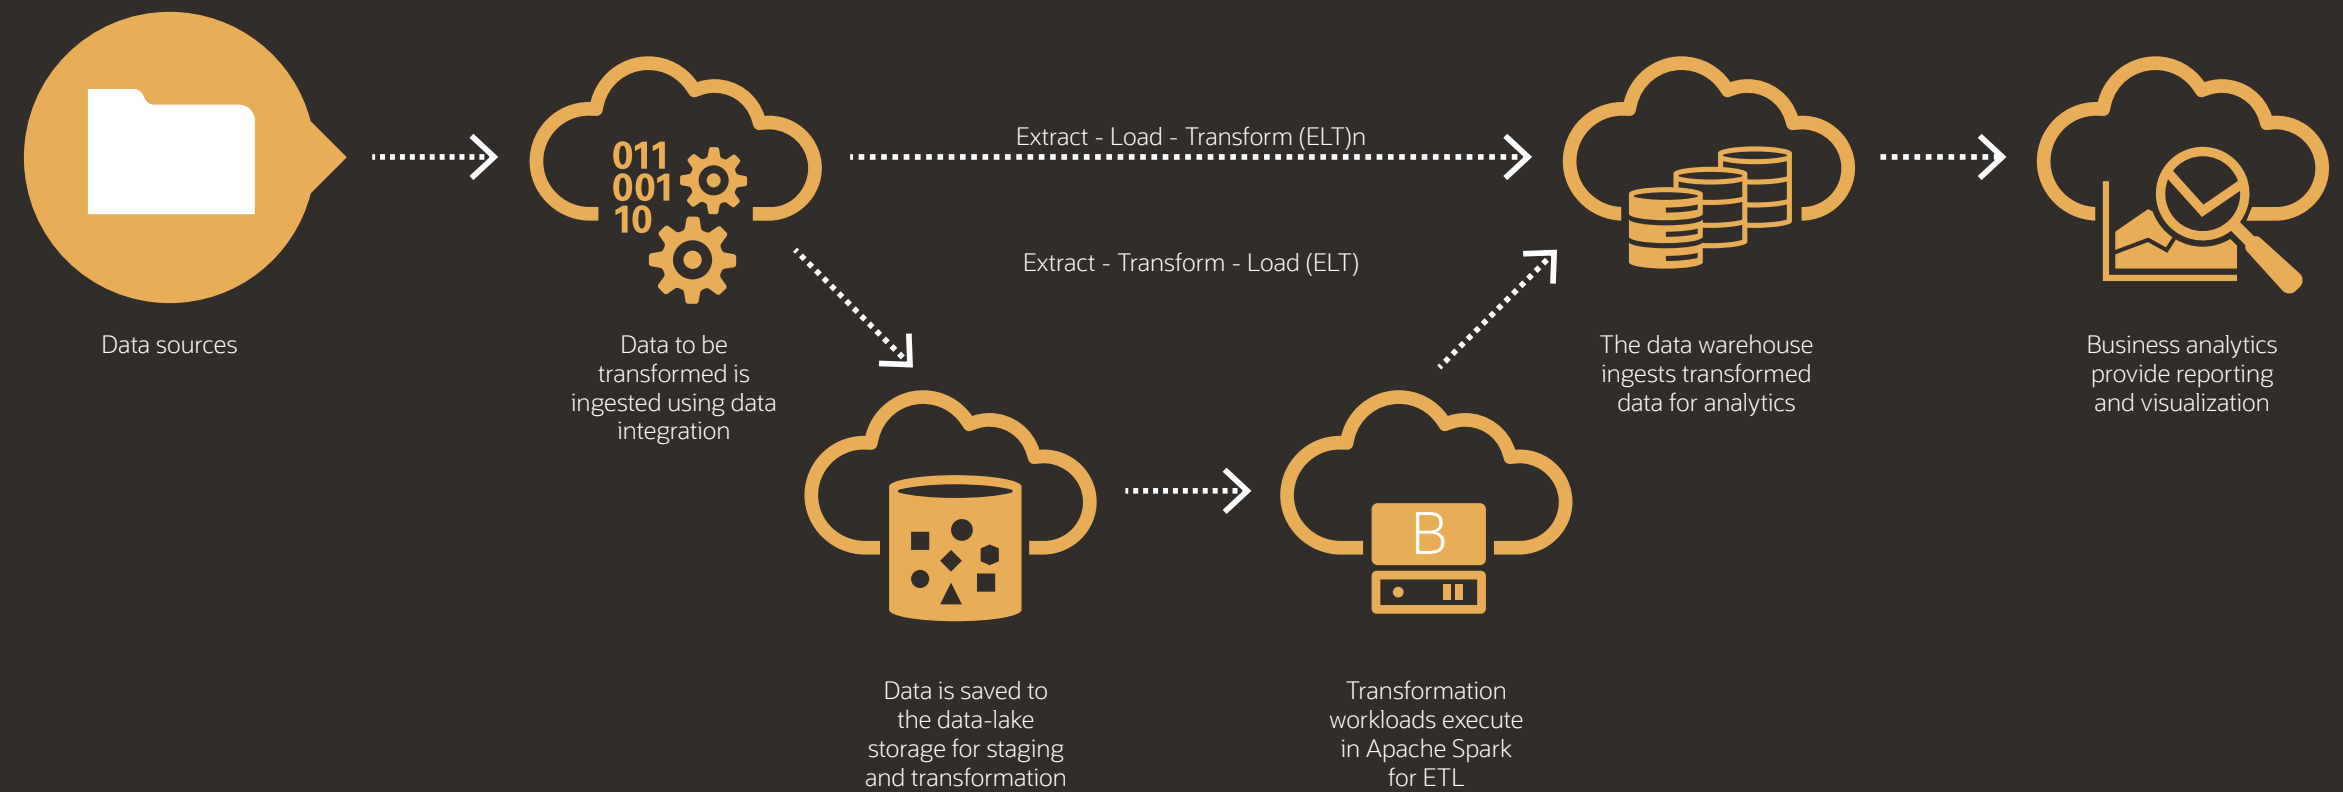 011
001
10
Extract - Load - Transform (ELT)n
Extract - Transform - Load (ELT)
Data sources
Data to be
transformed is
ingested using data
integration
The data warehouse
ingests transformed
data for analytics
Business analytics
provide reporting
and visualization
B
Data is saved to
the data-lake
storage for staging
and transformation
Transformation
workloads execute
in Apache Spark
for ETL